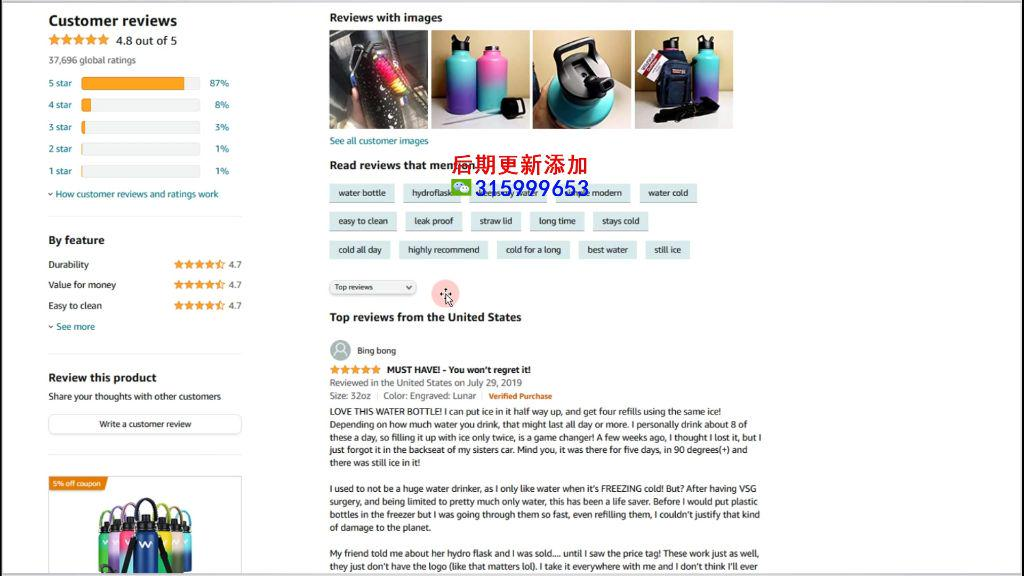 Customer reviews
4.8 out of 5
37,696 global ratings
5 star 87%
4 star 8%
3 star 3%
2 star 1%
1 star 1%
How customer reviews and ratings work
By feature
Durability 4.7
Value for money 4.7
Easy to clean 4.7
See more
Review this product
Share your thoughts with other customers
Write a customer review
5% off coupon
Reviews with images
See all customer images
Read reviews that mention
后期更新添加
315999653
water bottle hydroflask keeps my water simple modern water cold
easy to clean leak proof straw lid long time stays cold
cold all day highly recommend cold for a long best water still ice
Top reviews
Top reviews from the United States
Bing bong
MUST HAVE! - You won't regret it!
Reviewed in the United States on July 29, 2019
Size: 32oz Color: Engraved: Lunar Verified Purchase
LOVE THIS WATER BOTTLE! I can put ice in it half way up, and get four refills using the same ice!
Depending on how much water you drink, that might last all day or more. I personally drink about 8 of
these a day, so filling it up with ice only twice, is a game changer! A few weeks ago, I thought I lost it, but I
just forgot it in the backseat of my sisters car. Mind you, it was there for five days, in 90 degrees(+) and
there was still ice in it!
I used to not be a huge water drinker, as I only like water when it's FREEZING cold! But? After having VSG
surgery, and being limited to pretty much only water, this has been a life saver. Before I would put plastic
bottles in the freezer but I was going through them so fast, even refilling them, I couldn't justify that kind
of damage to the planet.
My friend told me about her hydro flask and I was sold.... until I saw the price tag! These work just as well,
they just don't have the logo (like that matters lol). I take it everywhere with me and I don't think I'll ever